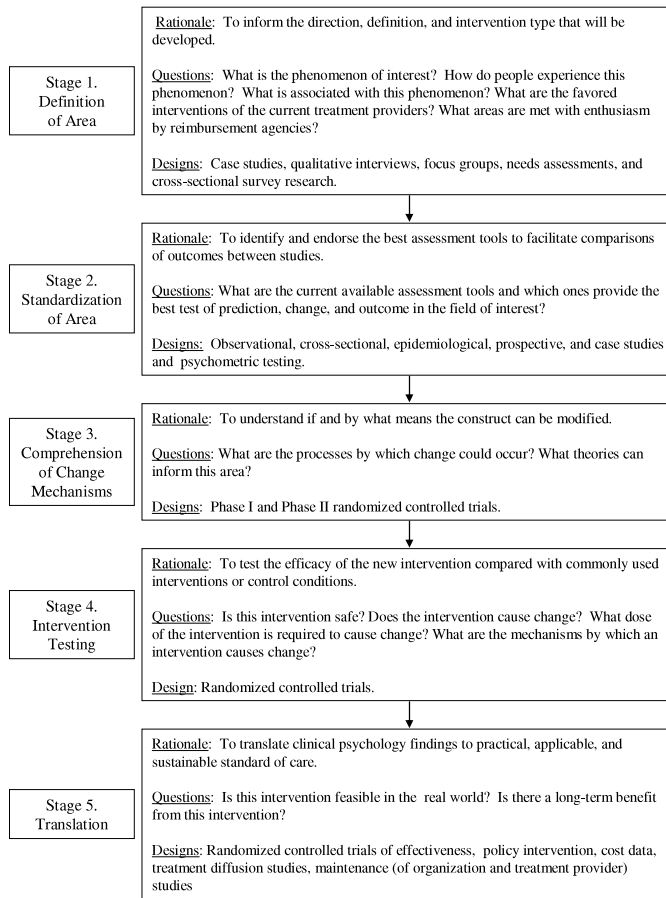 Stage 1.
Definition
of Area
Rationale:  To inform the direction, definition, and intervention type that will be
developed.
Questions:  What is the phenomenon of interest?  How do people experience this
phenomenon?  What is associated with this phenomenon? What are the favored
interventions of the current treatment providers? What areas are met with enthusiasm
by reimbursement agencies?
Designs:  Case studies, qualitative interviews, focus groups, needs assessments, and
cross-sectional survey research.
Stage 2.
Standardization
of Area
Rationale:  To identify and endorse the best assessment tools to facilitate comparisons
of outcomes between studies.
Questions: What are the current available assessment tools and which ones provide the
best test of prediction, change, and outcome in the field of interest?
Designs:  Observational, cross-sectional, epidemiological, prospective, and case studies
and  psychometric testing.
Stage 3.
Comprehension
of Change
Mechanisms
Rationale:  To understand if and by what means the construct can be modified.
Questions: What are the processes by which change could occur? What theories can
inform this area?
Designs:  Phase I and Phase II randomized controlled trials.
Stage 4.
Intervention
Testing
Rationale:  To test the efficacy of the new intervention compared with commonly used
interventions or control conditions.
Questions:  Is this intervention safe? Does the intervention cause change?  What dose
of the intervention is required to cause change? What are the mechanisms by which an
intervention causes change?
Design: Randomized controlled trials.
Stage 5.
Translation
Rationale:  To translate clinical psychology findings to practical, applicable, and
sustainable standard of care.
Questions:  Is this intervention feasible in the  real world?  Is there a long-term benefit
from this intervention?
Designs: Randomized controlled trials of effectiveness,  policy intervention, cost data,
treatment diffusion studies, maintenance (of organization and treatment provider)
studies